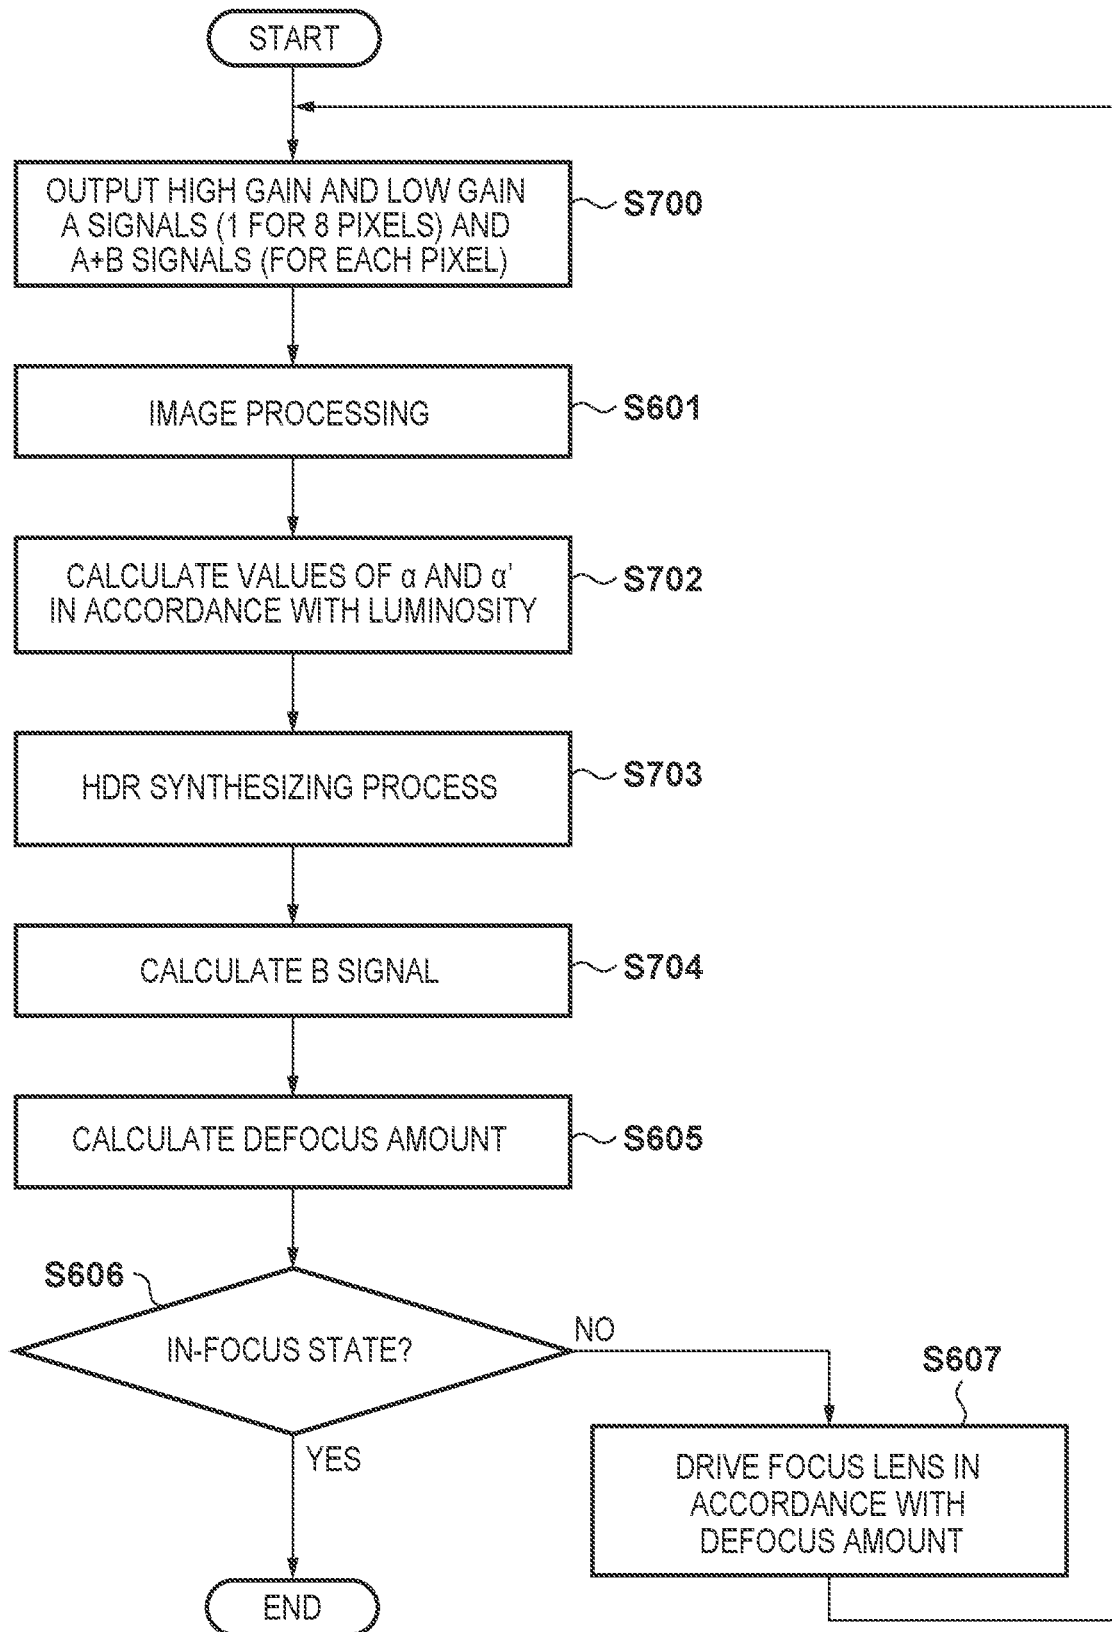 START
OUTPUT HIGH GAIN AND LOW GAIN
A SIGNALS (1 FOR 8 PIXELS) AND
A+B SIGNALS (FOR EACH PIXEL)
S700
IMAGE PROCESSING
S601
CALCULATE VALUES OF α AND α'
IN ACCORDANCE WITH LUMINOSITY
S702
HDR SYNTHESIZING PROCESS
S703
CALCULATE B SIGNAL
S704
CALCULATE DEFOCUS AMOUNT
S605
S606
IN-FOCUS STATE?
NO
YES
S607
DRIVE FOCUS LENS IN
ACCORDANCE WITH
DEFOCUS AMOUNT
END